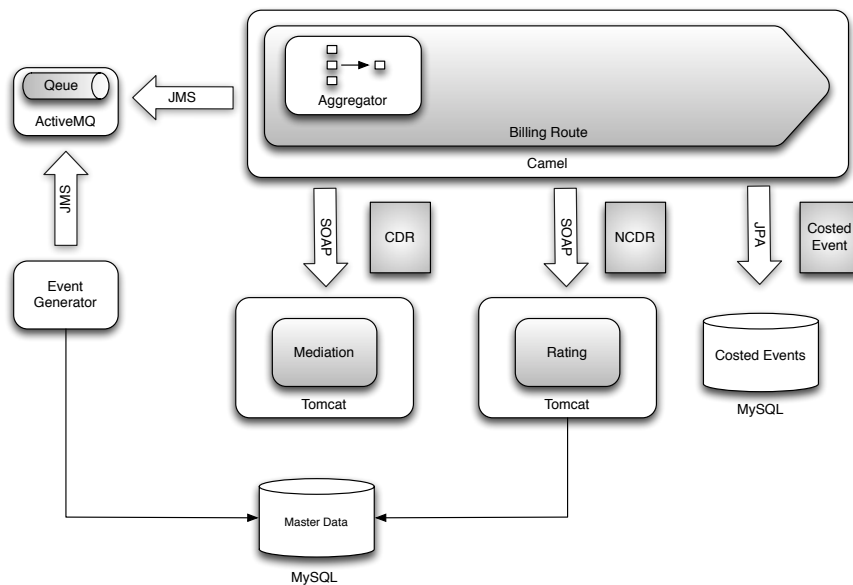 Qeue
ActiveMQ
JMS
Aggregator
Billing Route
Camel
JMS
SOAP
CDR
SOAP
NCDR
JPA
Costed
Event
Event
Generator
Mediation
Tomcat
Rating
Tomcat
Costed Events
MySQL
Master Data
MySQL